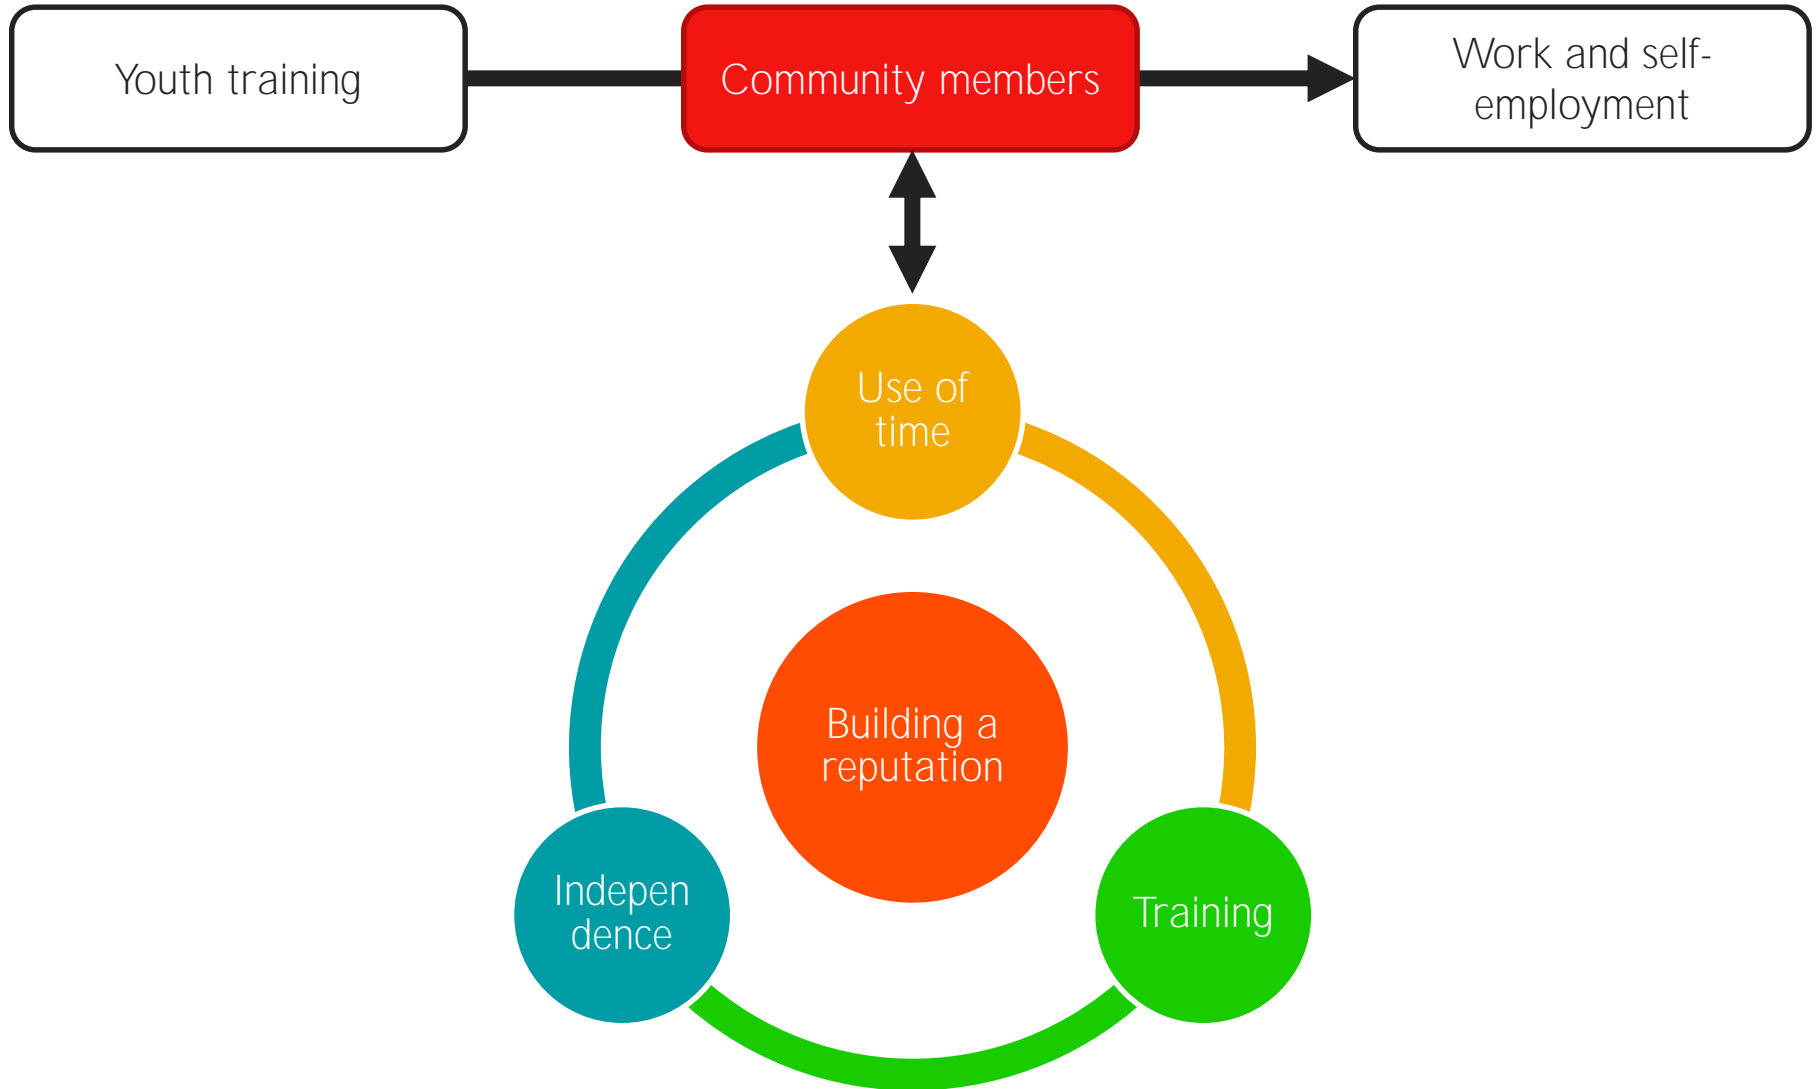 Youth training
Community members
Work and self-
employment
Use of
time
Building a
reputation
Indepen
dence
Training